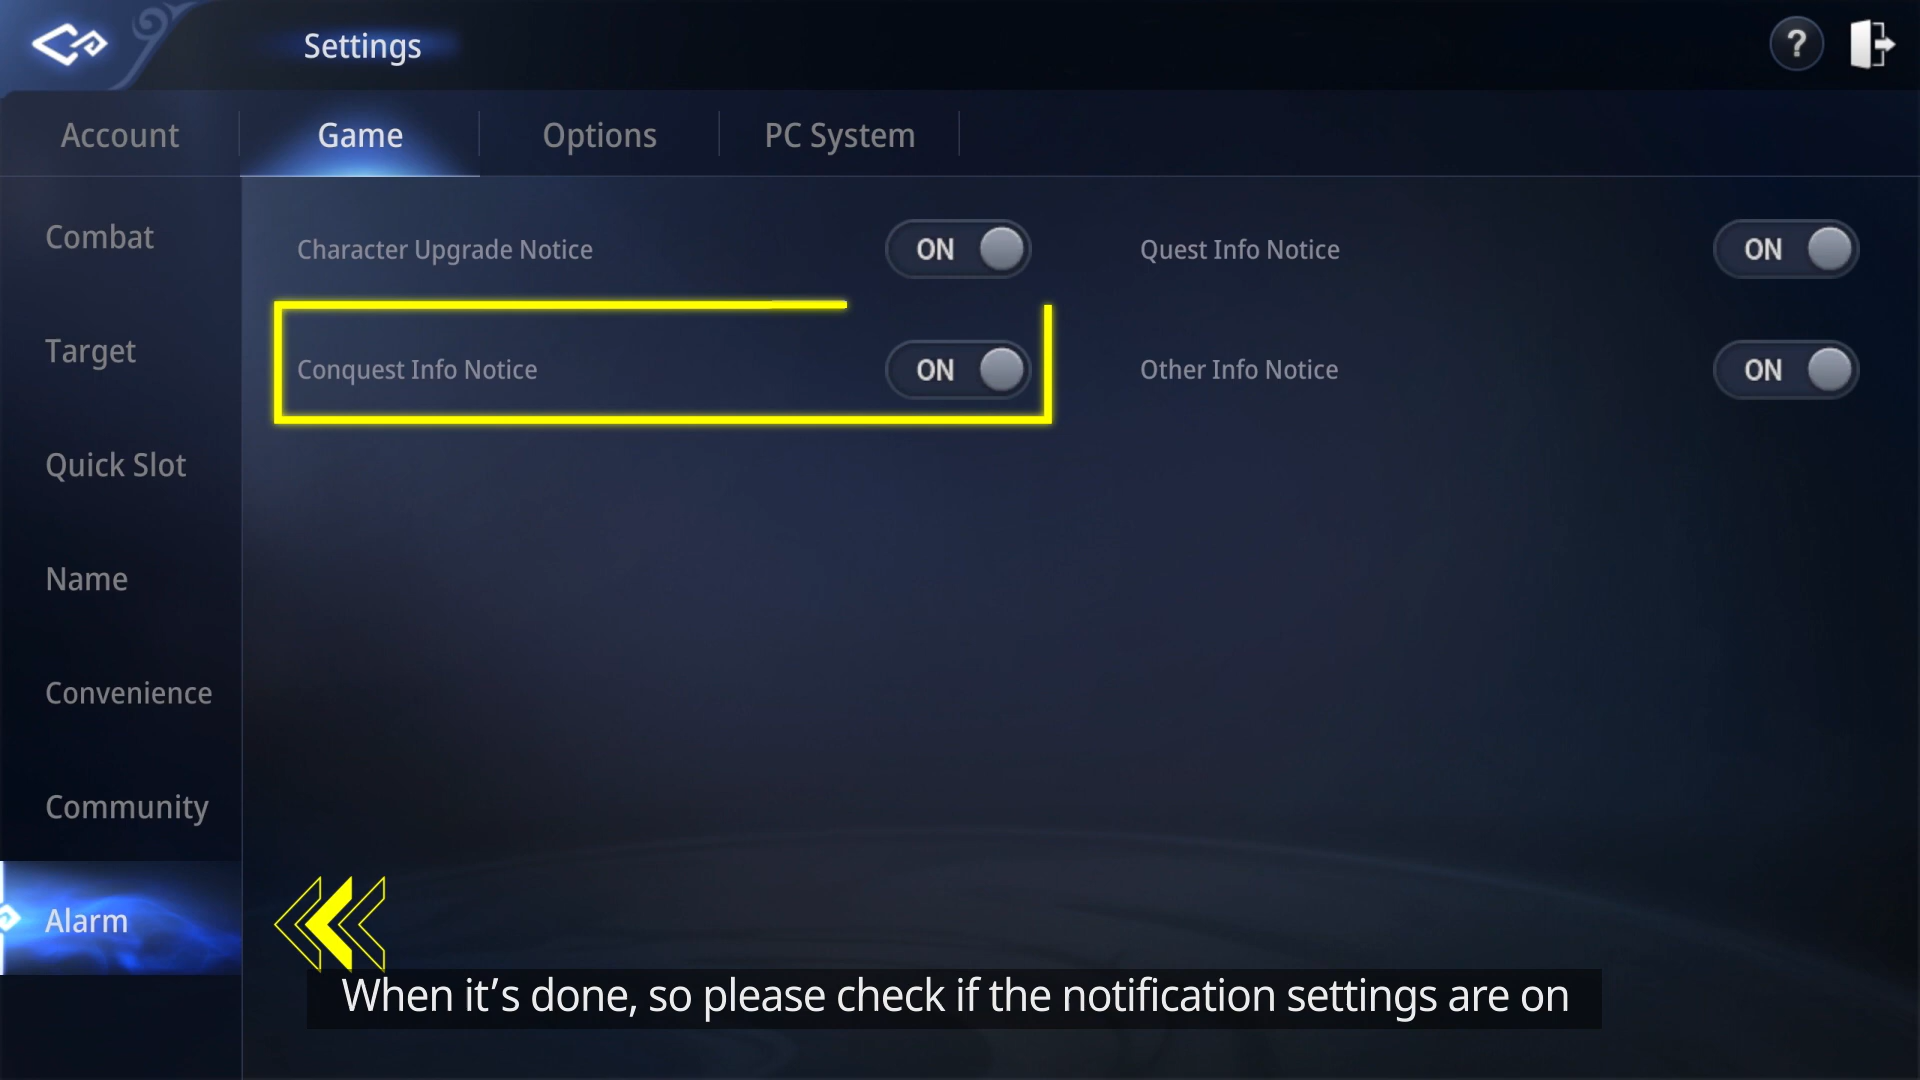 Settings
?
Account
Game
Options
PC System
Combat
Target
Quick Slot
Name
Convenience
Community
Alarm
Character Upgrade Notice
ON
Quest Info Notice
ON
Conquest Info Notice
ON
Other Info Notice
ON
When it’s done, so please check if the notification settings are on